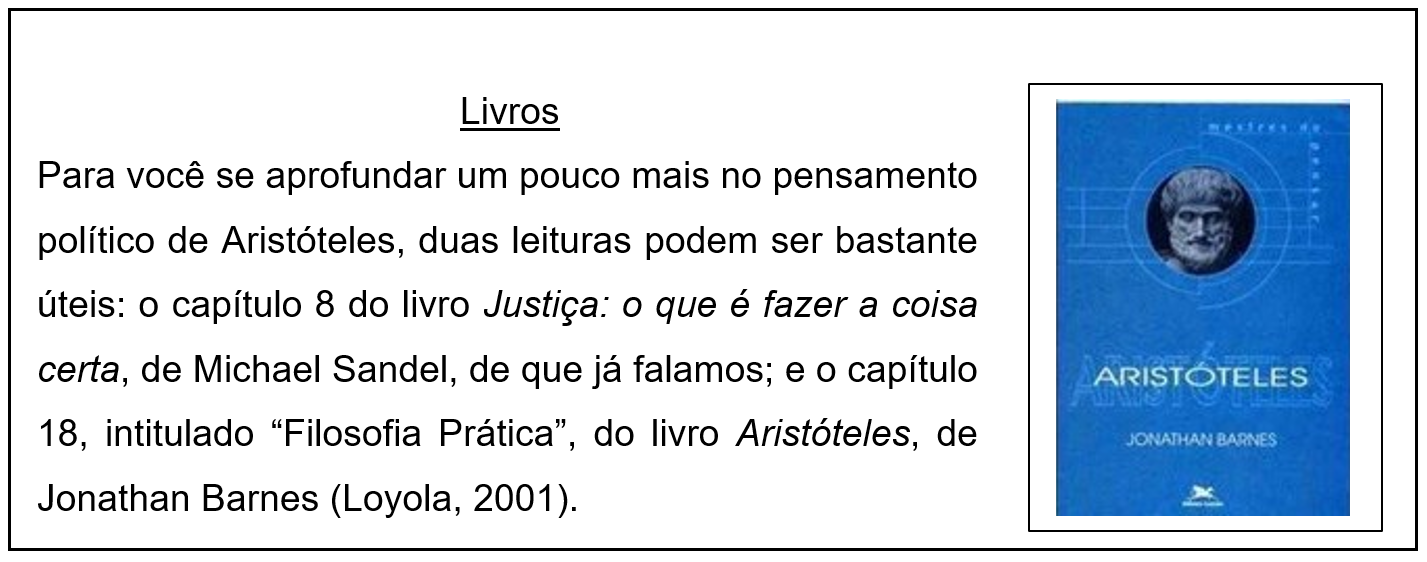 Livros
Para você se aprofundar um pouco mais no pensamento
político de Aristóteles, duas leituras podem ser bastante
úteis: o capítulo 8 do livro Justiça: o que é fazer a coisa
certa, de Michael Sandel, de que já falamos; e o capítulo
18, intitulado “Filosofia Prática”, do livro Aristóteles, de
Jonathan Barnes (Loyola, 2001).
mestres do
pensar
ARISTÓTELES
JONATHAN BARNES